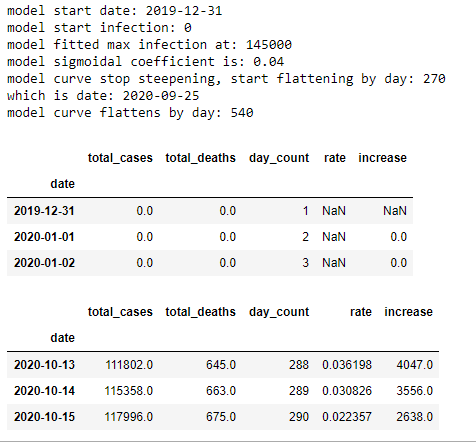 model start date: 2019-12-31
model start infection: 0
model fitted max infection at: 145000
model sigmoidal coefficient is: 0.04
model curve stop steepening, start flattening by day: 270
which is date: 2020-09-25
model curve flattens by day: 540
total_cases total_deaths day_count rate increase
date
2019-12-31 0.0 0.0 1 NaN NaN
2020-01-01 0.0 0.0 2 NaN 0.0
2020-01-02 0.0 0.0 3 NaN 0.0
total_cases total_deaths day_count rate increase
date
2020-10-13 111802.0 645.0 288 0.036198 4047.0
2020-10-14 115358.0 663.0 289 0.030826 3556.0
2020-10-15 117996.0 675.0 290 0.022357 2638.0